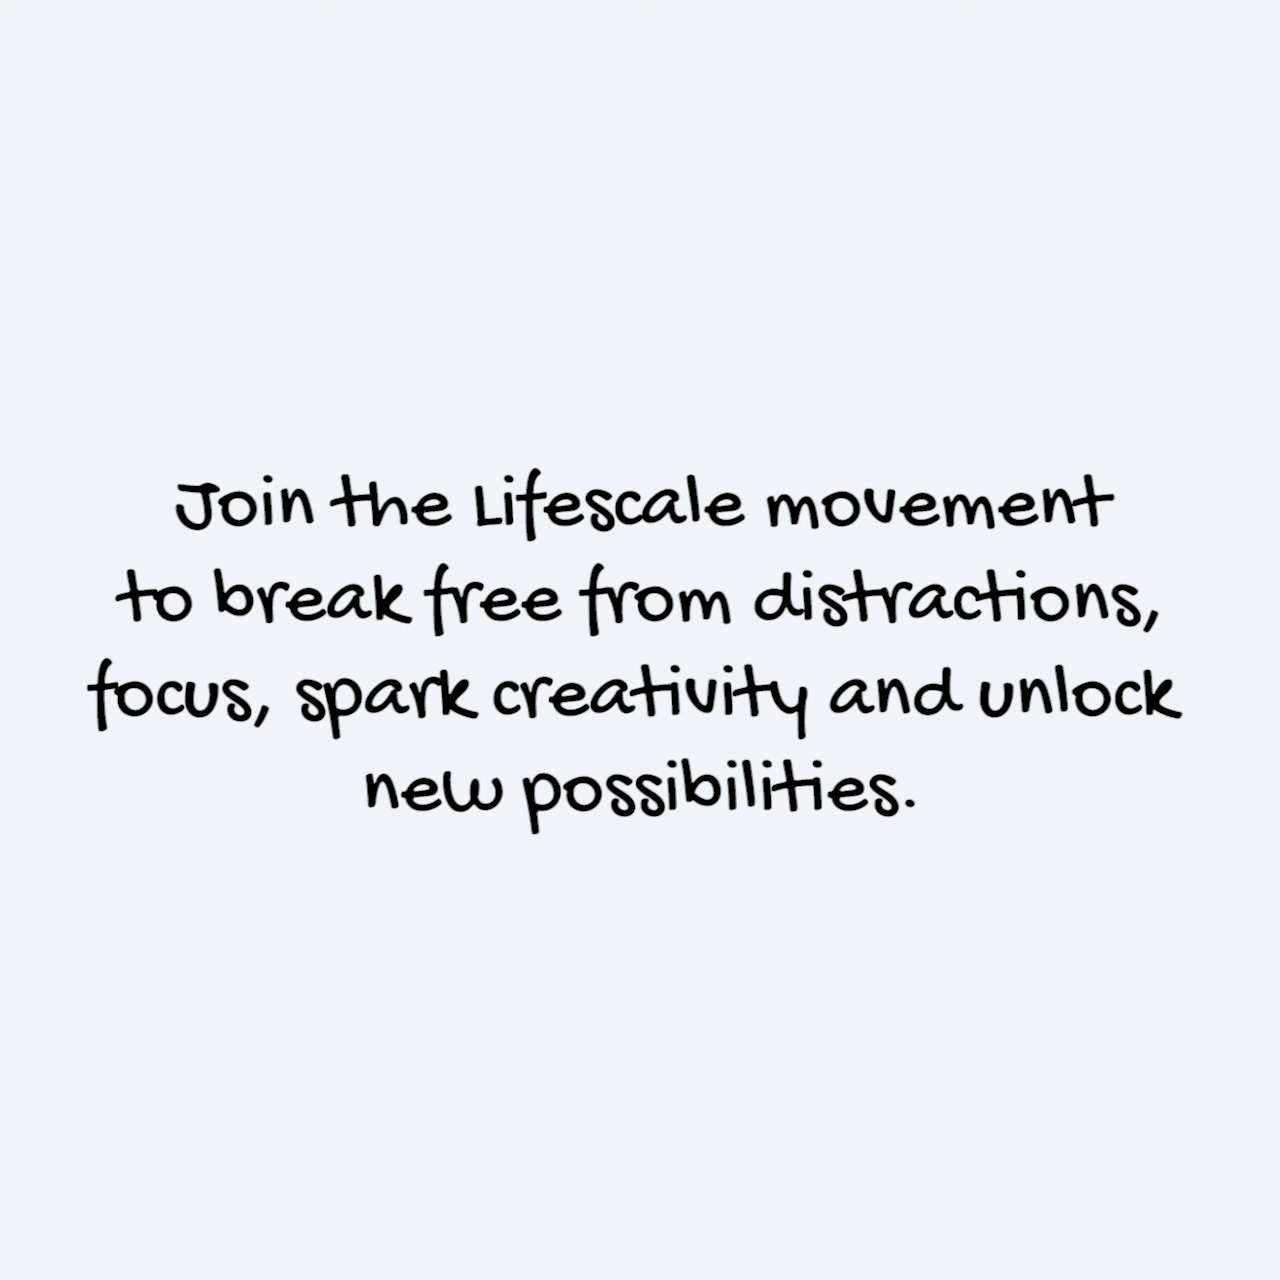 Join the Lifescale movement
to break free from distractions,
focus, spark creativity and unlock
new possibilities.